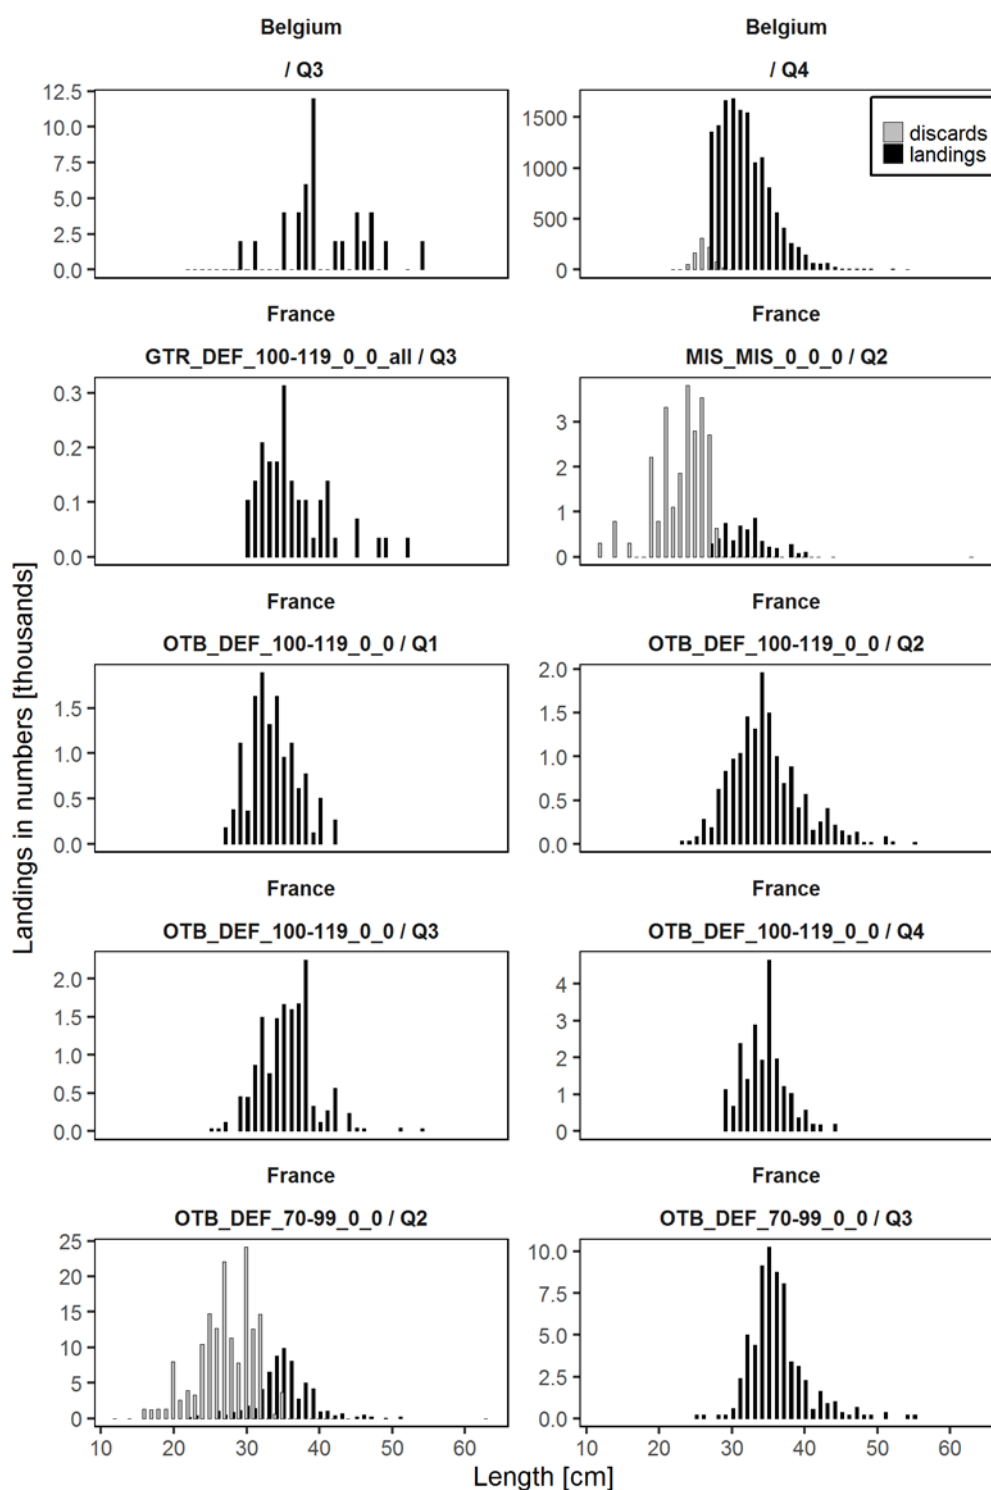 Belgium
/ Q3
12.5
10.0
7.5
5.0
2.5
0.0
Belgium
/ Q4
1500
1000
500
0
discards
landings
France
GTR_DEF_100-119_0_0_all / Q3
0.3
0.2
0.1
0.0
France
MIS_MIS_0_0_0 / Q2
3
2
1
0
France
OTB_DEF_100-119_0_0 / Q1
1.5
1.0
0.5
0.0
France
OTB_DEF_100-119_0_0 / Q2
2.0
1.5
1.0
0.5
0.0
France
OTB_DEF_100-119_0_0 / Q3
2.0
1.5
1.0
0.5
0.0
France
OTB_DEF_100-119_0_0 / Q4
4
3
2
1
0
France
OTB_DEF_70-99_0_0 / Q2
25
20
15
10
5
0
10 20 30 40 50 60
France
OTB_DEF_70-99_0_0 / Q3
10.0
7.5
5.0
2.5
0.0
10 20 30 40 50 60
Landings in numbers [thousands]
Length [cm]